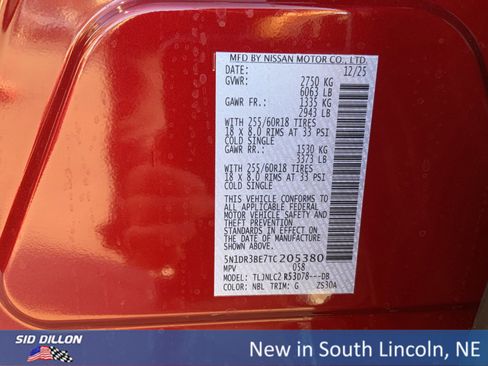 MFD BY NISSAN MOTOR CO., LTD.
DATE: 12/25
GVWR: 2750 KG
6063 LB
GAWR FR.: 1335 KG
2943 LB
WITH 255/60R18 TIRES
18 X 8.0 RIMS AT 33 PSI
COLD SINGLE
GAWR RR.: 1530 KG
3373 LB
WITH 255/60R18 TIRES
18 X 8.0 RIMS AT 33 PSI
COLD SINGLE
THIS VEHICLE CONFORMS
TO ALL APPLICABLE FEDERAL
MOTOR VEHICLE SAFETY AND
THEFT PREVENTION
STANDARDS IN EFFECT ON
THE DATE OF MANUFACTURE
SHOWN ABOVE.
5N1DR3BE7TC205380
MPV 058
MODEL: TLJNLC2 R53D78---DB
COLOR: NBL TRIM: G ZS30A
SID DILLON
New in South Lincoln, NE